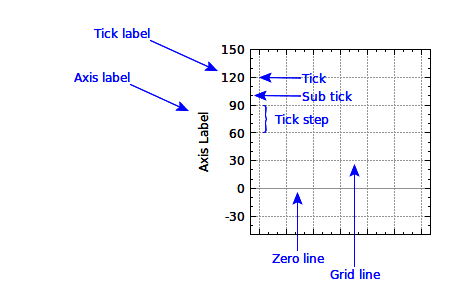 Tick label
150
Axis label
120
Tick
Sub tick
90
Tick step
Axis Label
60
30
0
-30
Zero line
Grid line